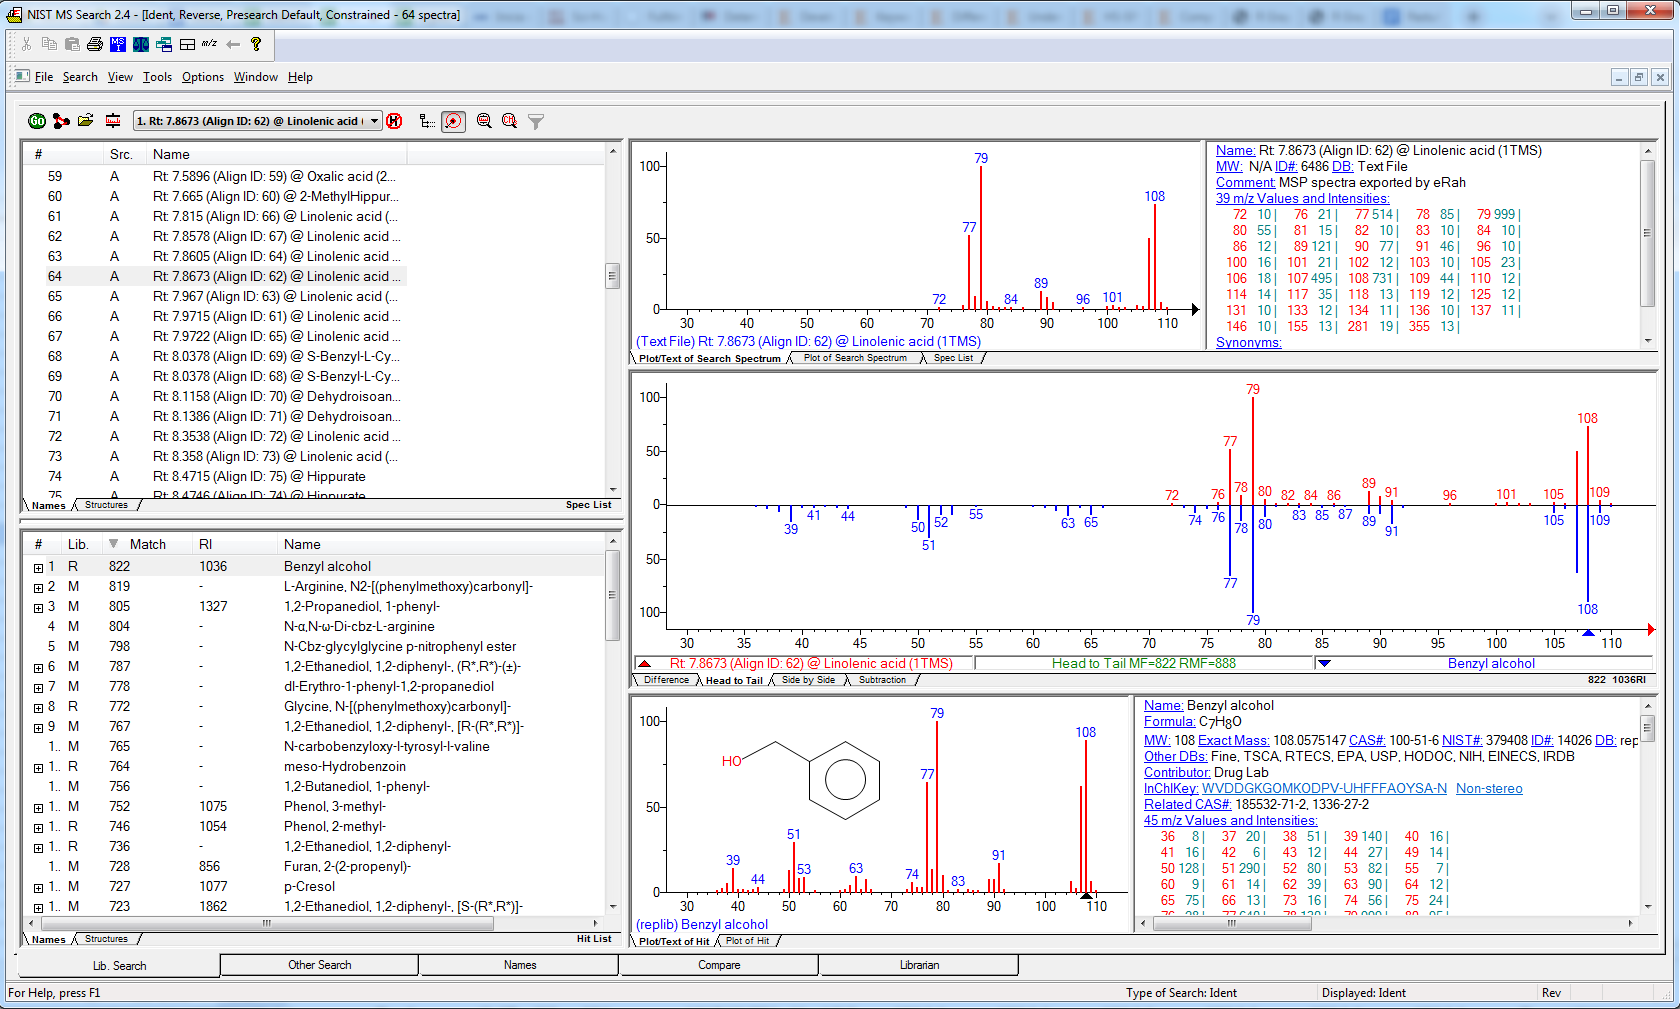 NIST MS Search 2.4 - [Ident, Reverse, Presearch Default, Constrained - 64 spectra]
File Search View Tools Options Window Help
1. Rt: 7.8673 (Align ID: 62) @ Linolenic acid (
# Src. Name
59 A Rt: 7.5896 (Align ID: 59) @ Oxalic acid (2...
60 A Rt: 7.665 (Align ID: 60) @ 2-MethylHippur...
61 A Rt: 7.815 (Align ID: 66) @ Linolenic acid (...
62 A Rt: 7.8578 (Align ID: 67) @ Linolenic acid ...
63 A Rt: 7.8605 (Align ID: 64) @ Linolenic acid ...
64 A Rt: 7.8673 (Align ID: 62) @ Linolenic acid ...
65 A Rt: 7.967 (Align ID: 63) @ Linolenic acid (...
66 A Rt: 7.9715 (Align ID: 61) @ Linolenic acid ...
67 A Rt: 7.9722 (Align ID: 65) @ Linolenic acid ...
68 A Rt: 8.0378 (Align ID: 69) @ S-Benzyl-L-Cy...
69 A Rt: 8.0378 (Align ID: 68) @ S-Benzyl-L-Cy...
70 A Rt: 8.1158 (Align ID: 70) @ Dehydroisoan...
71 A Rt: 8.1386 (Align ID: 71) @ Dehydroisoan...
72 A Rt: 8.3538 (Align ID: 72) @ Linolenic acid ...
73 A Rt: 8.358 (Align ID: 73) @ Linolenic acid (...
74 A Rt: 8.4715 (Align ID: 75) @ Hippurate
75 A Rt: 8.4746 (Align ID: 74) @ Hippurate
Names Structures Spec List
# Lib. Match RI Name
1 R 822 1036 Benzyl alcohol
2 M 819 - L-Arginine, N2-[(phenylmethoxy)carbonyl]-
3 M 805 1327 1,2-Propanediol, 1-phenyl-
4 M 804 - N-α,N-ω-Di-cbz-L-arginine
5 M 798 - N-Cbz-glycylglycine p-nitrophenyl ester
6 M 787 - 1,2-Ethanediol, 1,2-diphenyl-, (R*,R*)-(±)-
7 M 778 - dl-Erythro-1-phenyl-1,2-propanediol
8 R 772 - Glycine, N-[(phenylmethoxy)carbonyl]-
9 M 767 - 1,2-Ethanediol, 1,2-diphenyl-, [R-(R*,R*)]-
1.. M 765 - N-carbobenzyloxy-l-tyrosyl-l-valine
1.. R 764 - meso-Hydrobenzoin
1.. M 756 - 1,2-Butanediol, 1-phenyl-
1.. M 752 1075 Phenol, 3-methyl-
1.. R 746 1054 Phenol, 2-methyl-
1.. R 736 - 1,2-Ethanediol, 1,2-diphenyl-
1.. M 728 856 Furan, 2-(2-propenyl)-
1.. M 727 1077 p-Cresol
1.. M 723 1862 1,2-Ethanediol, 1,2-diphenyl-, [S-(R*,R*)]-
Names Structures Hit List
100 50 0
79 108 77 89 72 84 96 101
30 40 50 60 70 80 90 100 110
(Text File) Rt: 7.8673 (Align ID: 62) @ Linolenic acid (1TMS)
Plot/Text of Search Spectrum Plot of Search Spectrum Spec List
Name: Rt: 7.8673 (Align ID: 62) @ Linolenic acid (1TMS)
MW: N/A ID#: 6486 DB: Text File
Comment: MSP spectra exported by eRah
39 m/z Values and Intensities:
72 10 | 76 21 | 77 514 | 78 85 | 79 999 |
80 55 | 81 15 | 82 10 | 83 10 | 84 10 |
86 12 | 89 121 | 90 77 | 91 46 | 96 10 |
100 16 | 101 21 | 102 12 | 103 10 | 105 23 |
106 18 | 107 495 | 108 731 | 109 44 | 110 12 |
114 14 | 117 35 | 118 13 | 119 12 | 125 12 |
131 10 | 133 12 | 134 11 | 136 10 | 137 11 |
146 10 | 155 13 | 281 19 | 355 13 |
Synonyms:
100 50 0 50 100
79 108 77 72 76 78 80 82 84 86 89 91 96 101 105 109
39 41 44 50 51 52 55 63 65 74 76 77 78 79 80 83 85 87 89 91 105 108 109
30 35 40 45 50 55 60 65 70 75 80 85 90 95 100 105 110
Rt: 7.8673 (Align ID: 62) @ Linolenic acid (1TMS) Head to Tail MF=822 RMF=888 Benzyl alcohol
Difference Head to Tail Side by Side Subtraction 822 1036RI
100 50 0
HO
79 108 77 51 39 44 53 63 74 83 91
30 40 50 60 70 80 90 100 110
(replib) Benzyl alcohol
Plot/Text of Hit Plot of Hit
Name: Benzyl alcohol
Formula: C7H8O
MW: 108 Exact Mass: 108.0575147 CAS#: 100-51-6 NIST#: 379408 ID#: 14026 DB: rep
Other DBs: Fine, TSCA, RTECS, EPA, USP, HODOC, NIH, EINECS, IRDB
Contributor: Drug Lab
InChIKey: WVDDGKGOMKODPV-UHFFFAOYSA-N Non-stereo
Related CAS#: 185532-71-2, 1336-27-2
45 m/z Values and Intensities:
36 8 | 37 20 | 38 51 | 39 140 | 40 16 |
41 16 | 42 6 | 43 12 | 44 27 | 49 14 |
50 128 | 51 290 | 52 80 | 53 82 | 55 7 |
60 9 | 61 14 | 62 39 | 63 90 | 64 12 |
65 75 | 66 13 | 73 16 | 74 56 | 75 24 |
Lib. Search Other Search Names Compare Librarian
For Help, press F1 Type of Search: Ident Displayed: Ident Rev